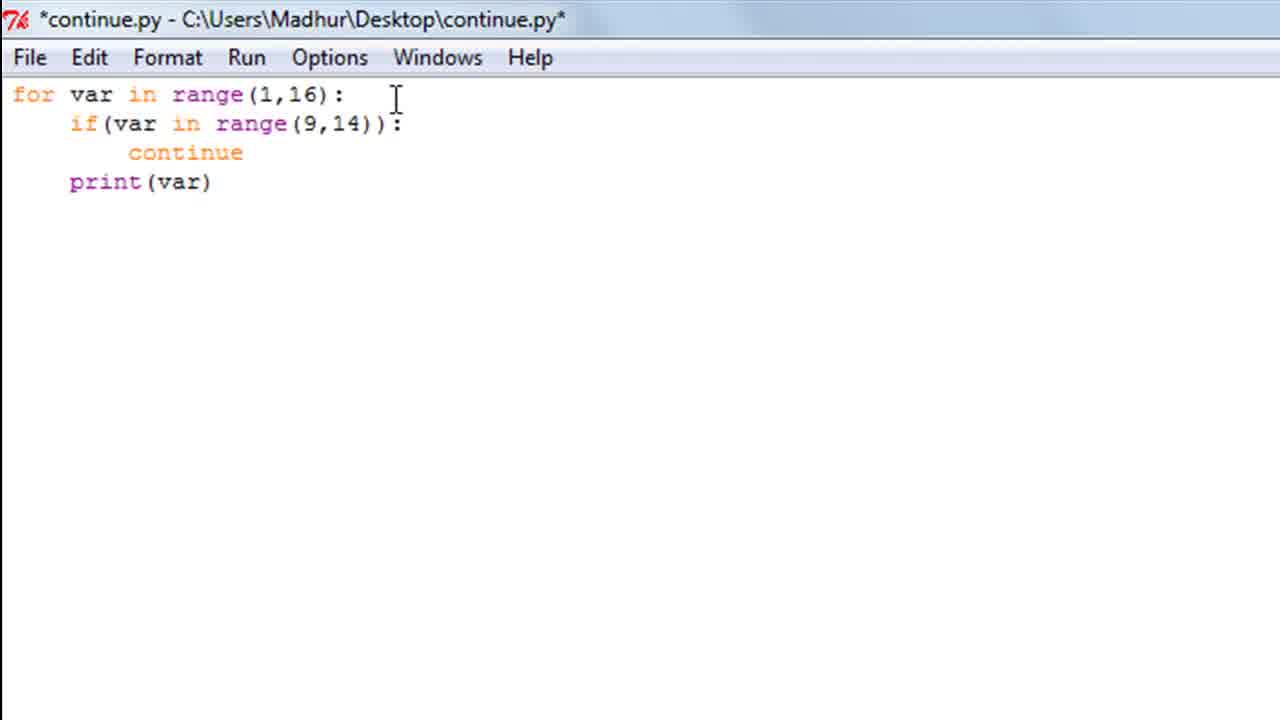 *continue.py - C:\Users\Madhur\Desktop\continue.py*
File Edit Format Run Options Windows Help
for var in range(1,16):
    if(var in range(9,14)):
        continue
    print(var)